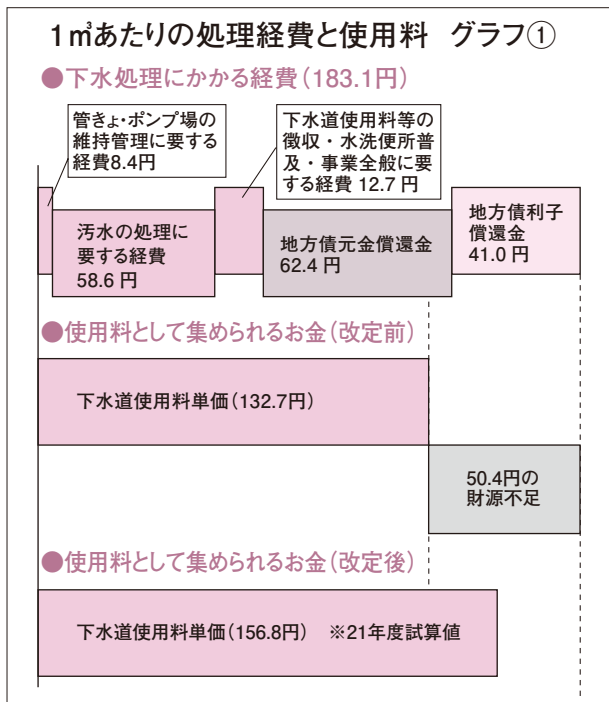 1㎥あたりの処理経費と使用料 グラフ①
●下水処理にかかる経費(183.1円)
管きょ・ポンプ場の
維持管理に要する
経費8.4円
下水道使用料等の
徴収・水洗便所普
及・事業全般に要
する経費 12.7 円
汚水の処理に
要する経費
58.6 円
地方債元金償還金
62.4 円
地方債利子
償還金
41.0 円
●使用料として集められるお金(改定前)
下水道使用料単価(132.7円)
50.4円の
財源不足
●使用料として集められるお金(改定後)
下水道使用料単価(156.8円) ※21年度試算値